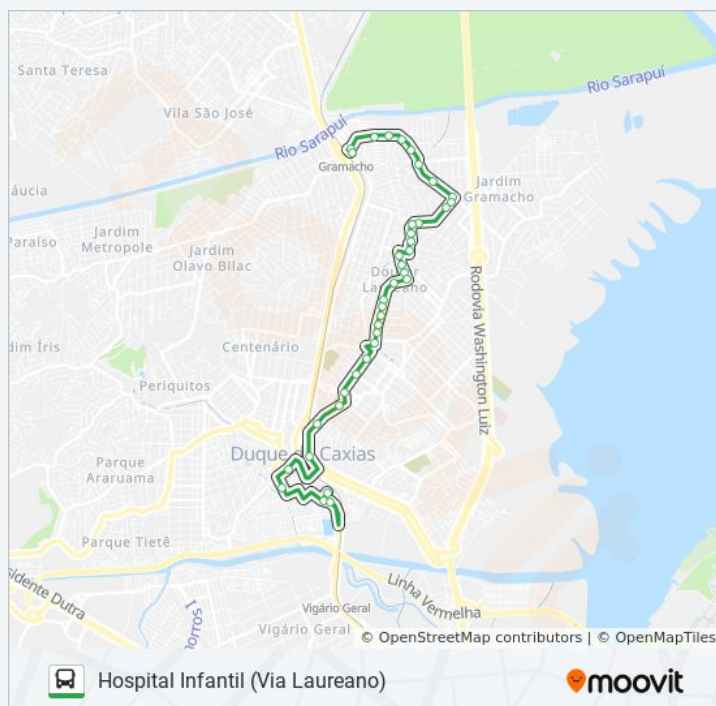 Santa Teresa
Rio Sarapuí
Vila São José
Rio Sarapuí
Gramacho
áucia
Jardim
Gramacho
Paraíso
Jardim
Metropole
Jardim
Olavo Bilac
Doutor
Laureano
Rodovia Washington Luiz
dim Íris
Centenário
Periquitos
Duque de Caxias
Parque
Araruama
Parque Tietê
esidente Dutra
Linha Vermelha
Vigário Geral
Vigário Geral
orros
© OpenStreetMap contributors | © OpenMapTiles
Hospital Infantil (Via Laureano)
moovit